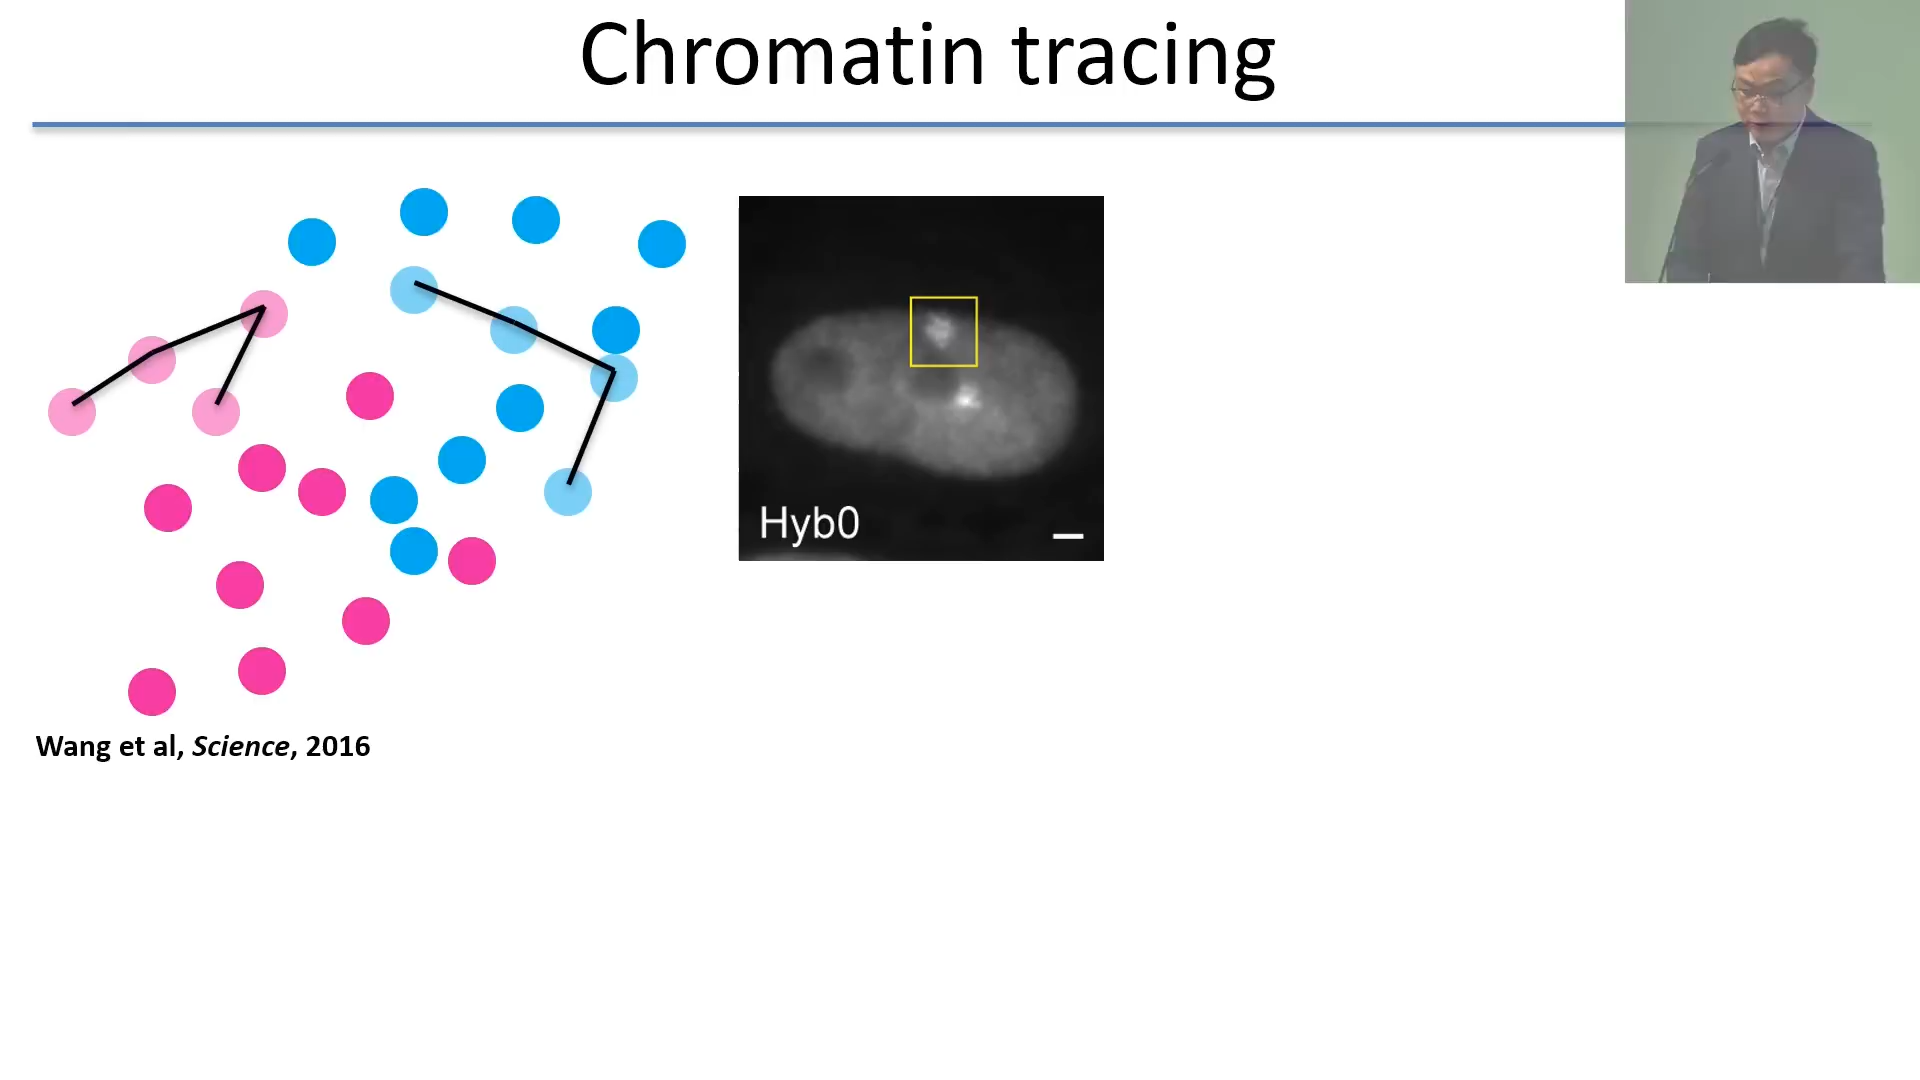 Chromatin tracing
Hyb0
Wang et al, Science, 2016